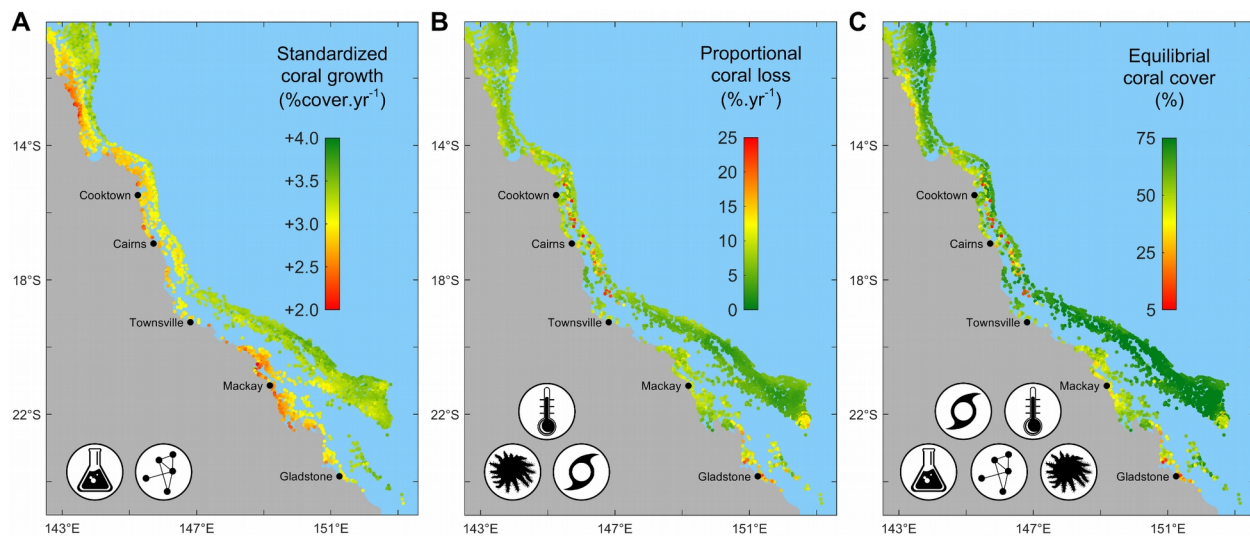 A
Standardized
coral growth
(%cover.yr⁻¹)
+4.0
+3.5
+3.0
+2.5
+2.0
14°S
18°S
22°S
Cooktown
Cairns
Townsville
Mackay
Gladstone
143°E
147°E
151°E
B
Proportional
coral loss
(%.yr⁻¹)
25
20
15
10
5
0
14°S
18°S
22°S
Cooktown
Cairns
Townsville
Mackay
Gladstone
143°E
147°E
151°E
C
Equilibrial
coral cover
(%)
75
50
25
5
14°S
18°S
22°S
Cooktown
Cairns
Townsville
Mackay
Gladstone
143°E
147°E
151°E